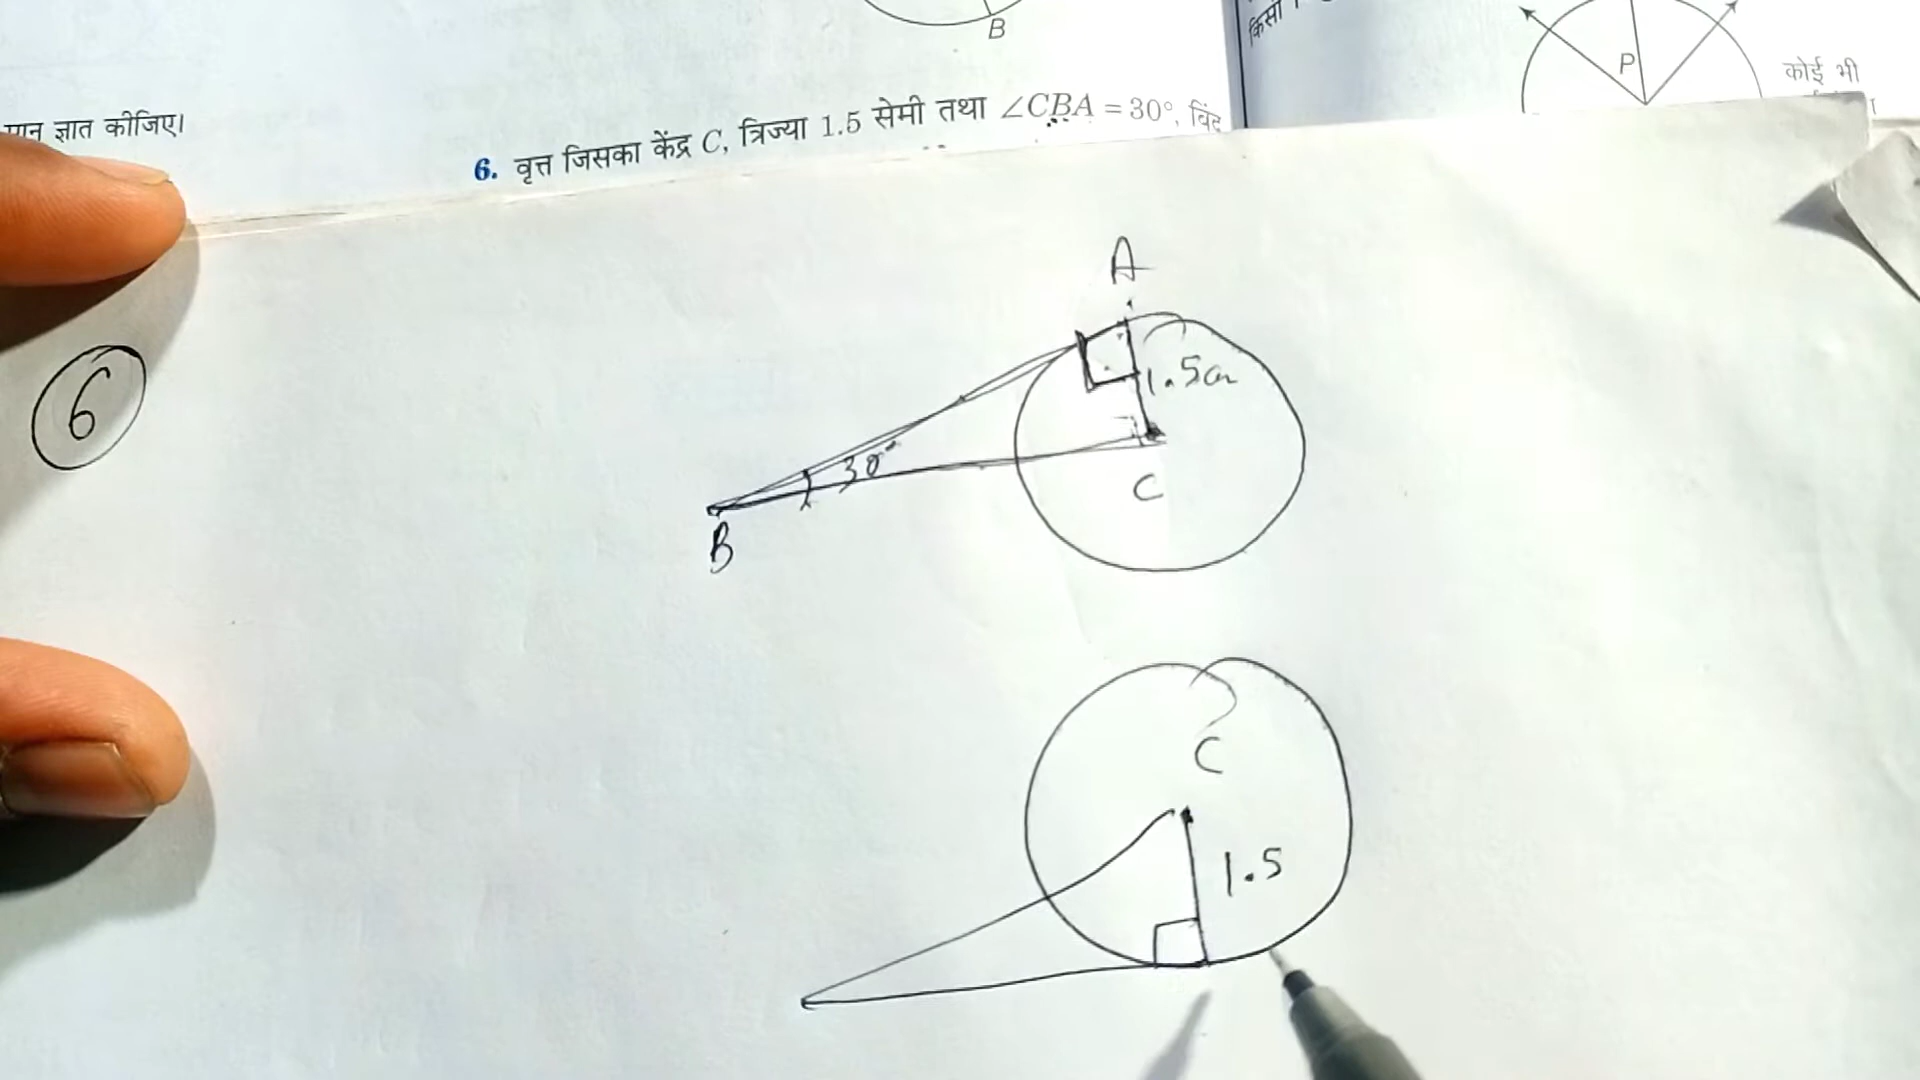 B
ज्ञात कीजिए।
6. वृत्त जिसका केंद्र C, त्रिज्या 1.5 सेमी तथा ∠CBA = 30°,
P
कोई भी
6
A
1.5cm
30°
C
B
C
1.5